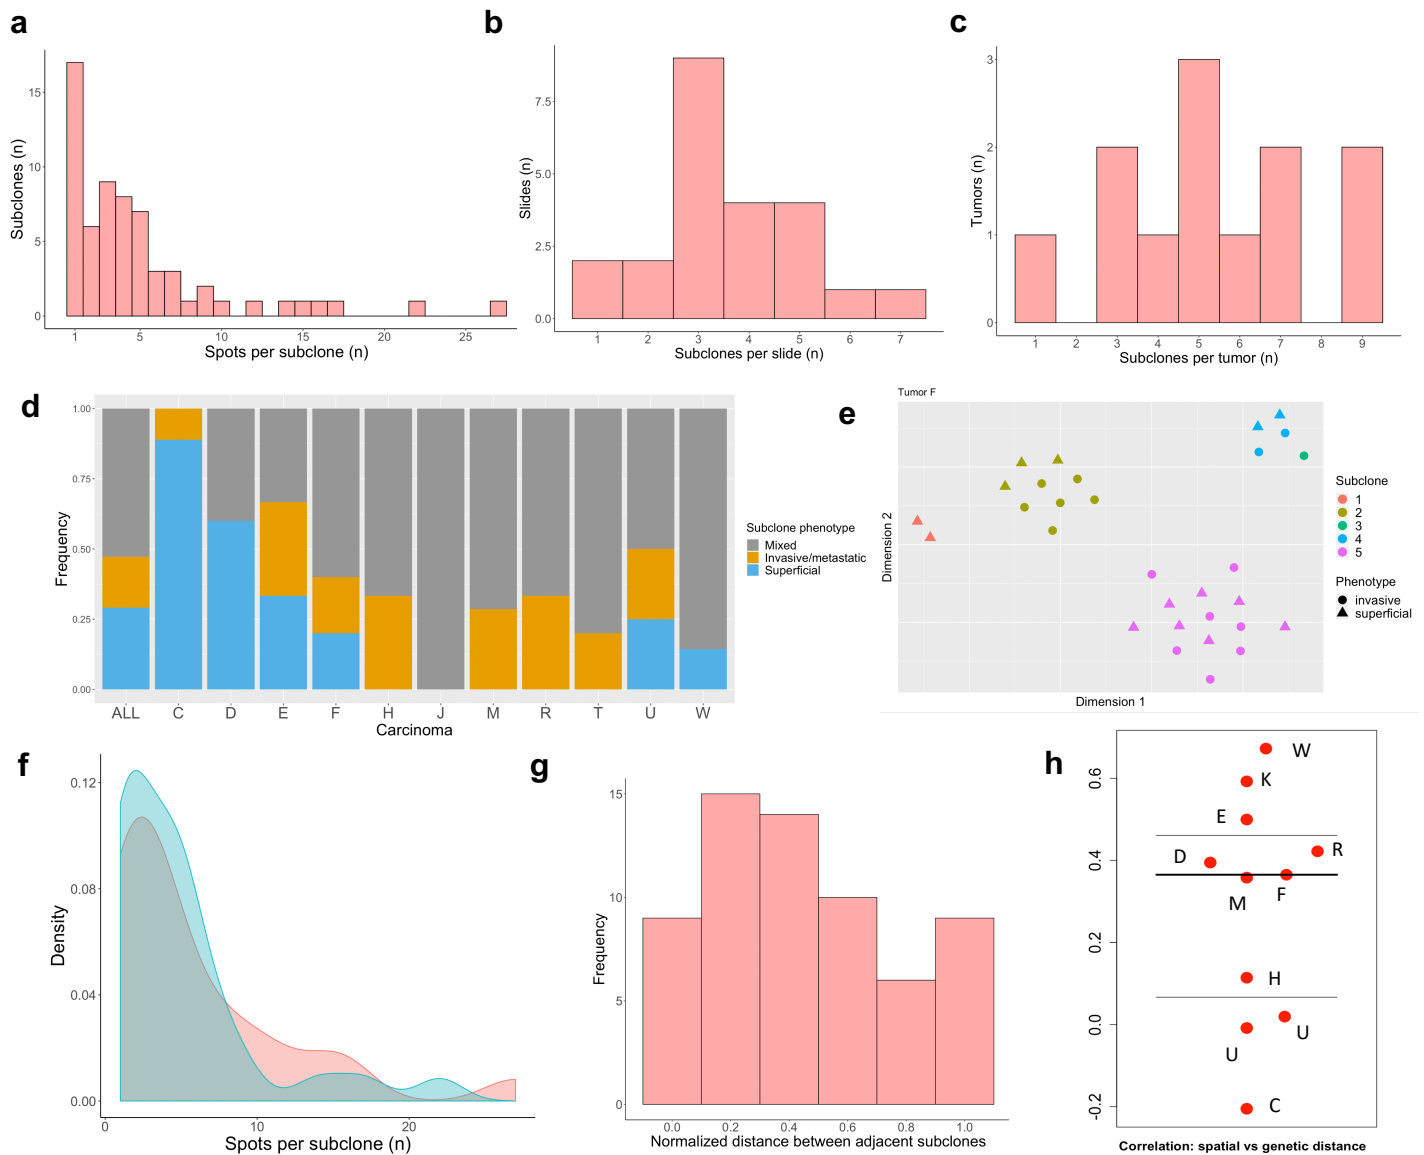 a
Subclones (n)
15
10
5
0
1
5
10
15
20
25
Spots per subclone (n)
b
Slides (n)
7.5
5.0
2.5
0.0
1
2
3
4
5
6
7
Subclones per slide (n)
c
Tumors (n)
3
2
1
0
1
2
3
4
5
6
7
8
9
Subclones per tumor (n)
d
Frequency
1.00
0.75
0.50
0.25
0.00
ALL
C
D
E
F
H
J
M
R
T
U
W
Carcinoma
Subclone phenotype
Mixed
Invasive/metastatic
Superficial
e
Tumor F
Dimension 2
Dimension 1
Subclone
1
2
3
4
5
Phenotype
invasive
superficial
f
Density
0.12
0.08
0.04
0.00
0
10
20
Spots per subclone (n)
g
Frequency
15
10
5
0
0.0
0.2
0.4
0.6
0.8
1.0
Normalized distance between adjacent subclones
h
0.6
0.4
0.2
0.0
-0.2
W
K
E
D
R
M
F
H
U
U
C
Correlation: spatial vs genetic distance